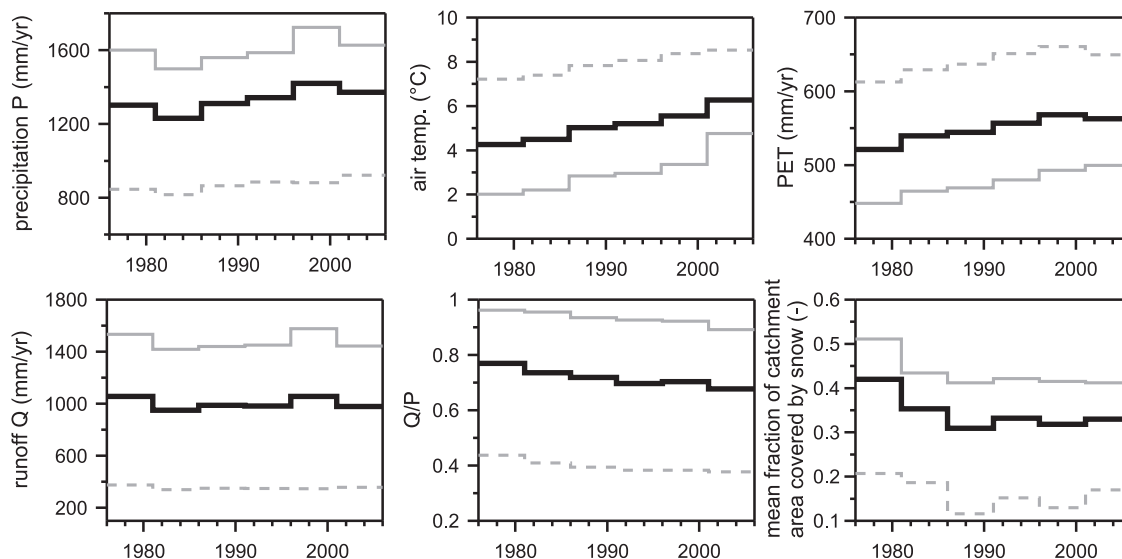 precipitation P (mm/yr)
1600
1200
800
1980 1990 2000
air temp. (°C)
10
8
6
4
2
0
1980 1990 2000
PET (mm/yr)
700
600
500
400
1980 1990 2000
runoff Q (mm/yr)
1800
1400
1000
600
200
1980 1990 2000
Q/P
1
0.8
0.6
0.4
0.2
1980 1990 2000
mean fraction of catchment
area covered by snow (-)
0.6
0.5
0.4
0.3
0.2
0.1
1980 1990 2000